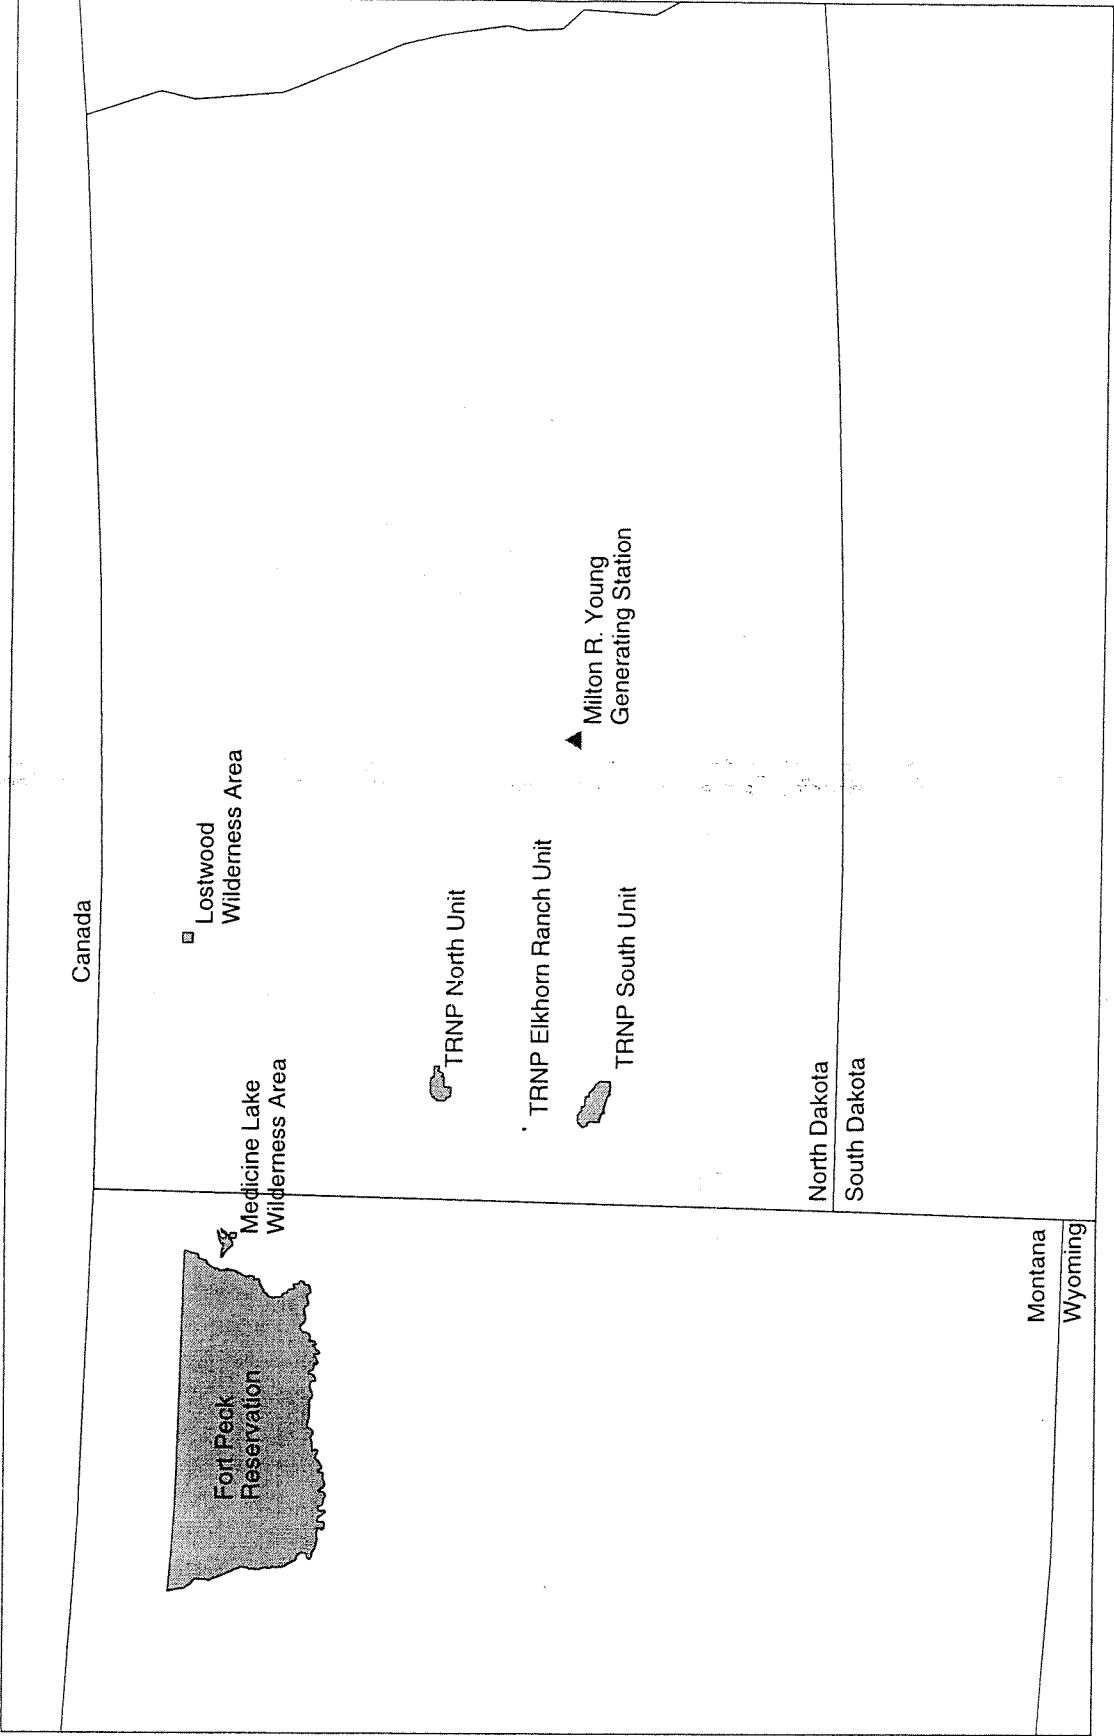 Canada
Fort Peck
Reservation
Medicine Lake
Wilderness Area
Lostwood
Wilderness Area
TRNP North Unit
TRNP Elkhorn Ranch Unit
TRNP South Unit
Milton R. Young
Generating Station
North Dakota
South Dakota
Montana
Wyoming